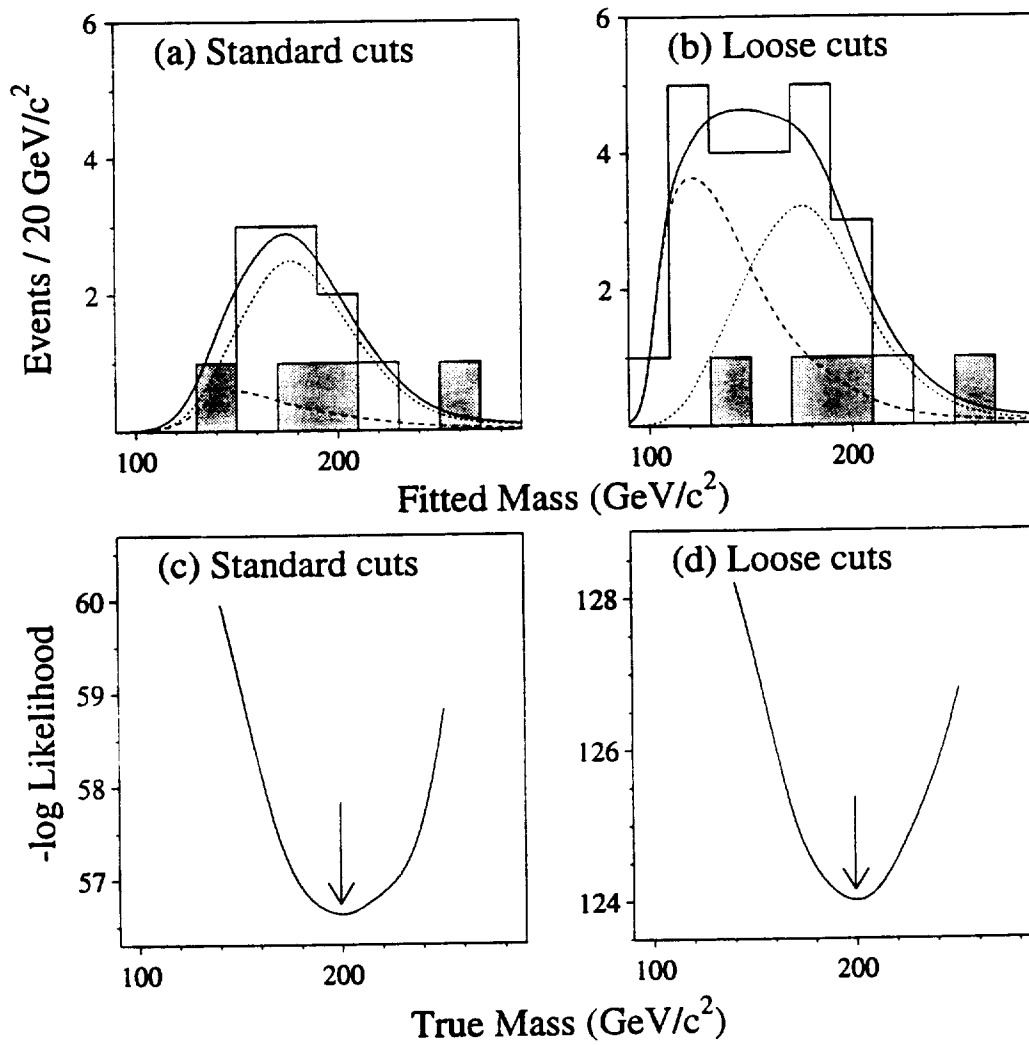 (a) Standard cuts
(b) Loose cuts
Events / 20 GeV/c²
6
4
2
6
4
2
100
200
100
200
Fitted Mass (GeV/c²)
(c) Standard cuts
(d) Loose cuts
-log Likelihood
60
59
58
57
128
126
124
100
200
100
200
True Mass (GeV/c²)